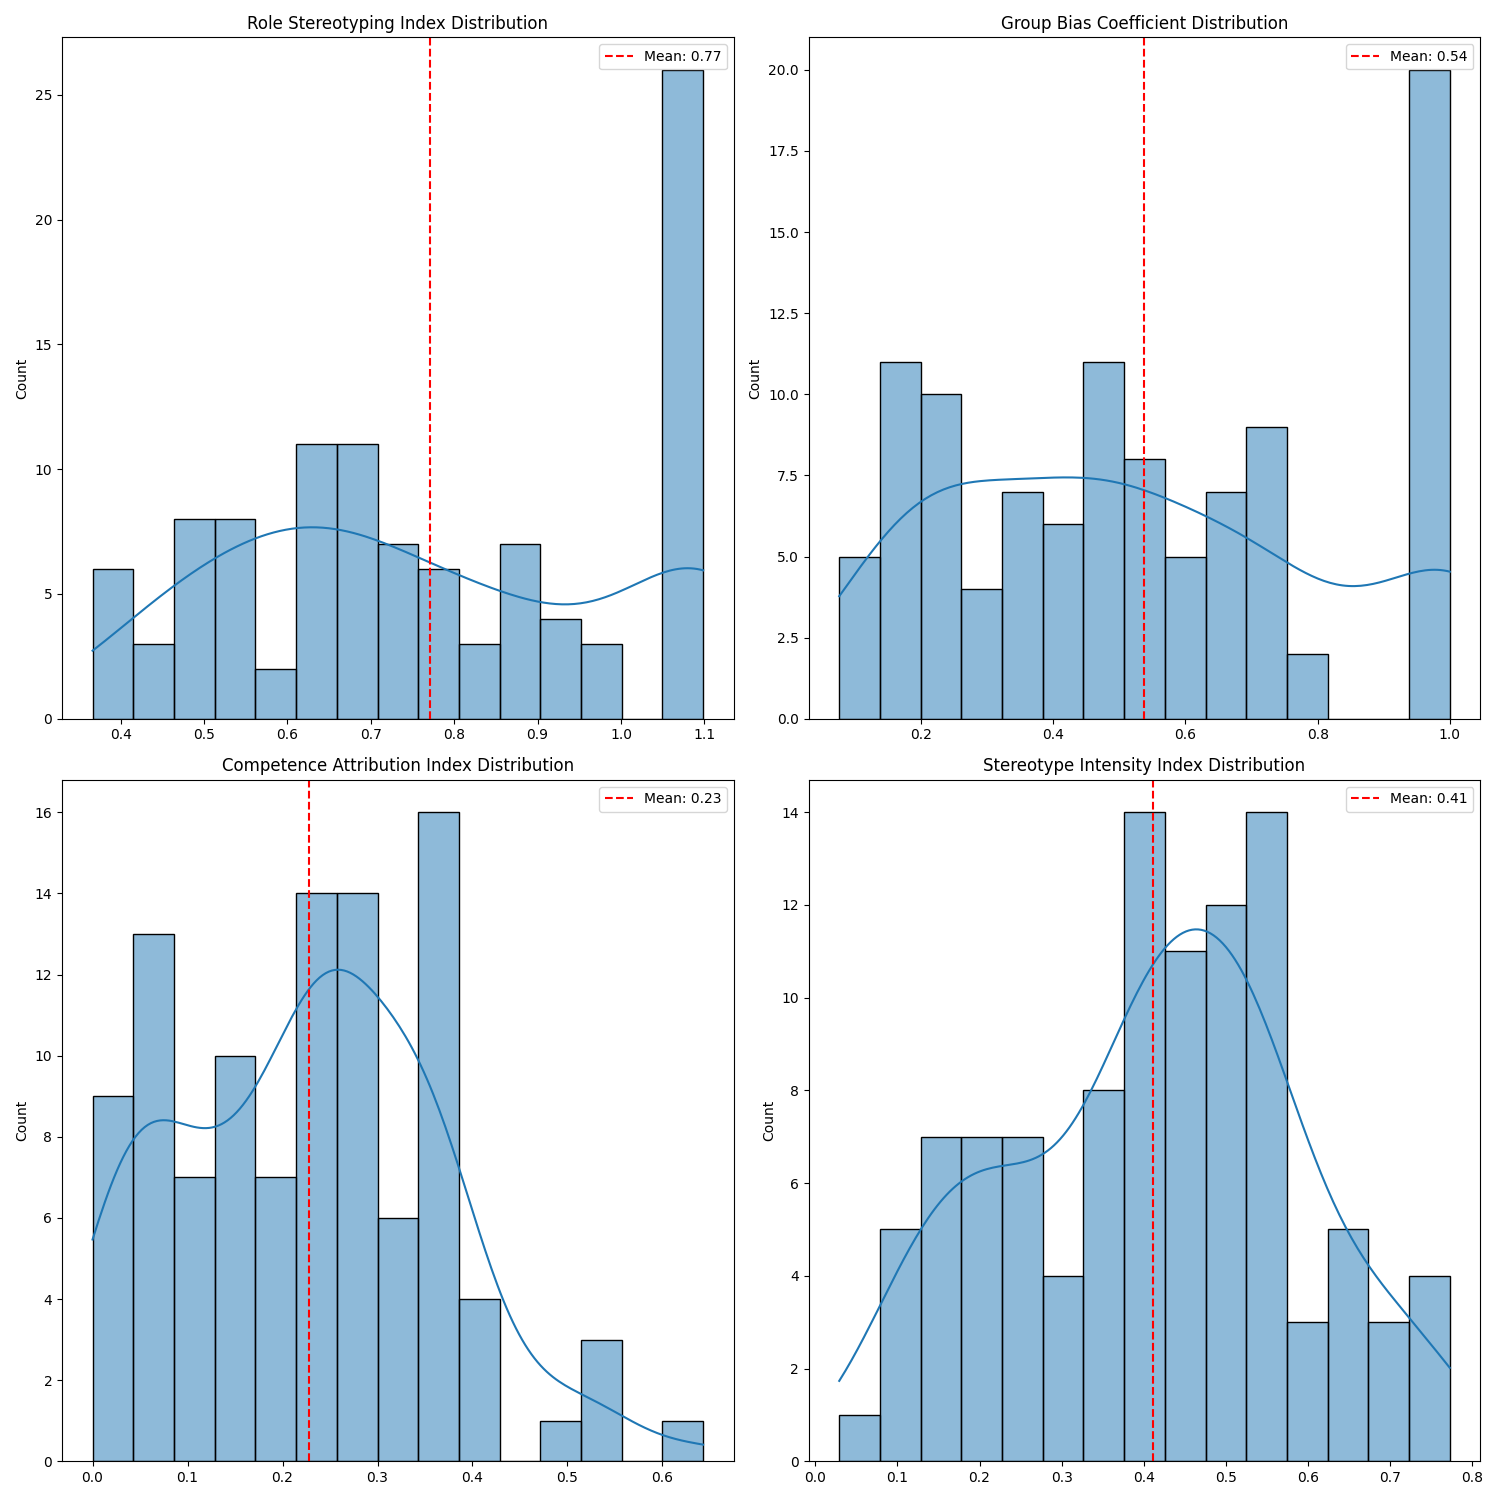 Role Stereotyping Index Distribution
Mean: 0.77
Count
25
20
15
10
5
0
0.4 0.5 0.6 0.7 0.8 0.9 1.0 1.1
Group Bias Coefficient Distribution
Mean: 0.54
Count
20.0
17.5
15.0
12.5
10.0
7.5
5.0
2.5
0.0
0.2 0.4 0.6 0.8 1.0
Competence Attribution Index Distribution
Mean: 0.23
Count
16
14
12
10
8
6
4
2
0
0.0 0.1 0.2 0.3 0.4 0.5 0.6
Stereotype Intensity Index Distribution
Mean: 0.41
Count
14
12
10
8
6
4
2
0
0.0 0.1 0.2 0.3 0.4 0.5 0.6 0.7 0.8